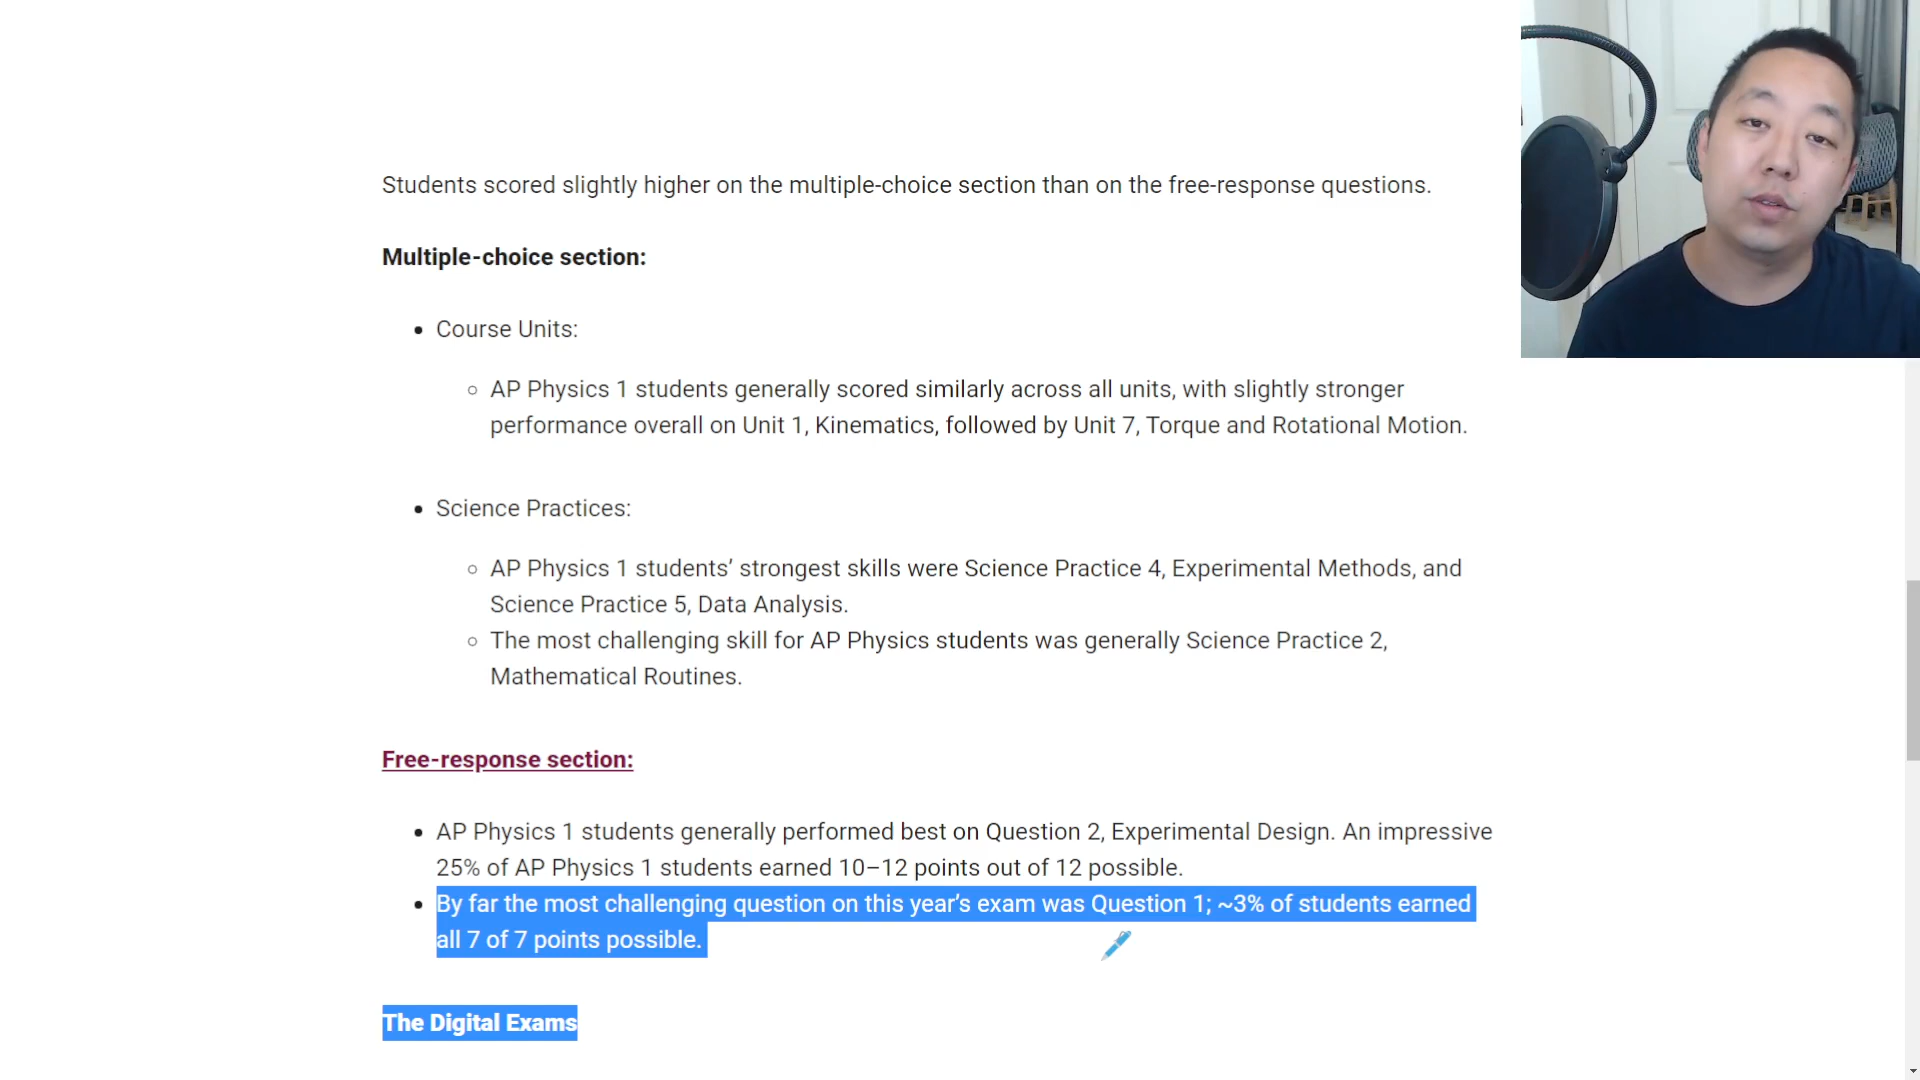 Students scored slightly higher on the multiple-choice section than on the free-response questions.
Multiple-choice section:
Course Units:
AP Physics 1 students generally scored similarly across all units, with slightly stronger
performance overall on Unit 1, Kinematics, followed by Unit 7, Torque and Rotational Motion.
Science Practices:
AP Physics 1 students’ strongest skills were Science Practice 4, Experimental Methods, and
Science Practice 5, Data Analysis.
The most challenging skill for AP Physics students was generally Science Practice 2,
Mathematical Routines.
Free-response section:
AP Physics 1 students generally performed best on Question 2, Experimental Design. An impressive
25% of AP Physics 1 students earned 10–12 points out of 12 possible.
By far the most challenging question on this year’s exam was Question 1; ~3% of students earned
all 7 of 7 points possible.
The Digital Exams